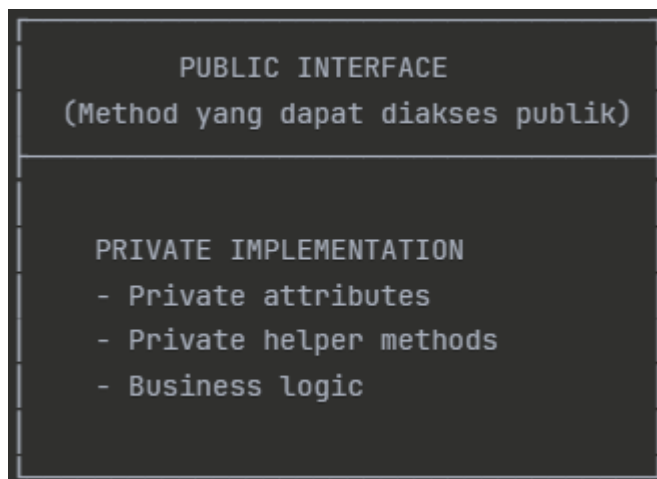 PUBLIC INTERFACE
(Method yang dapat diakses publik)
PRIVATE IMPLEMENTATION
- Private attributes
- Private helper methods
- Business logic